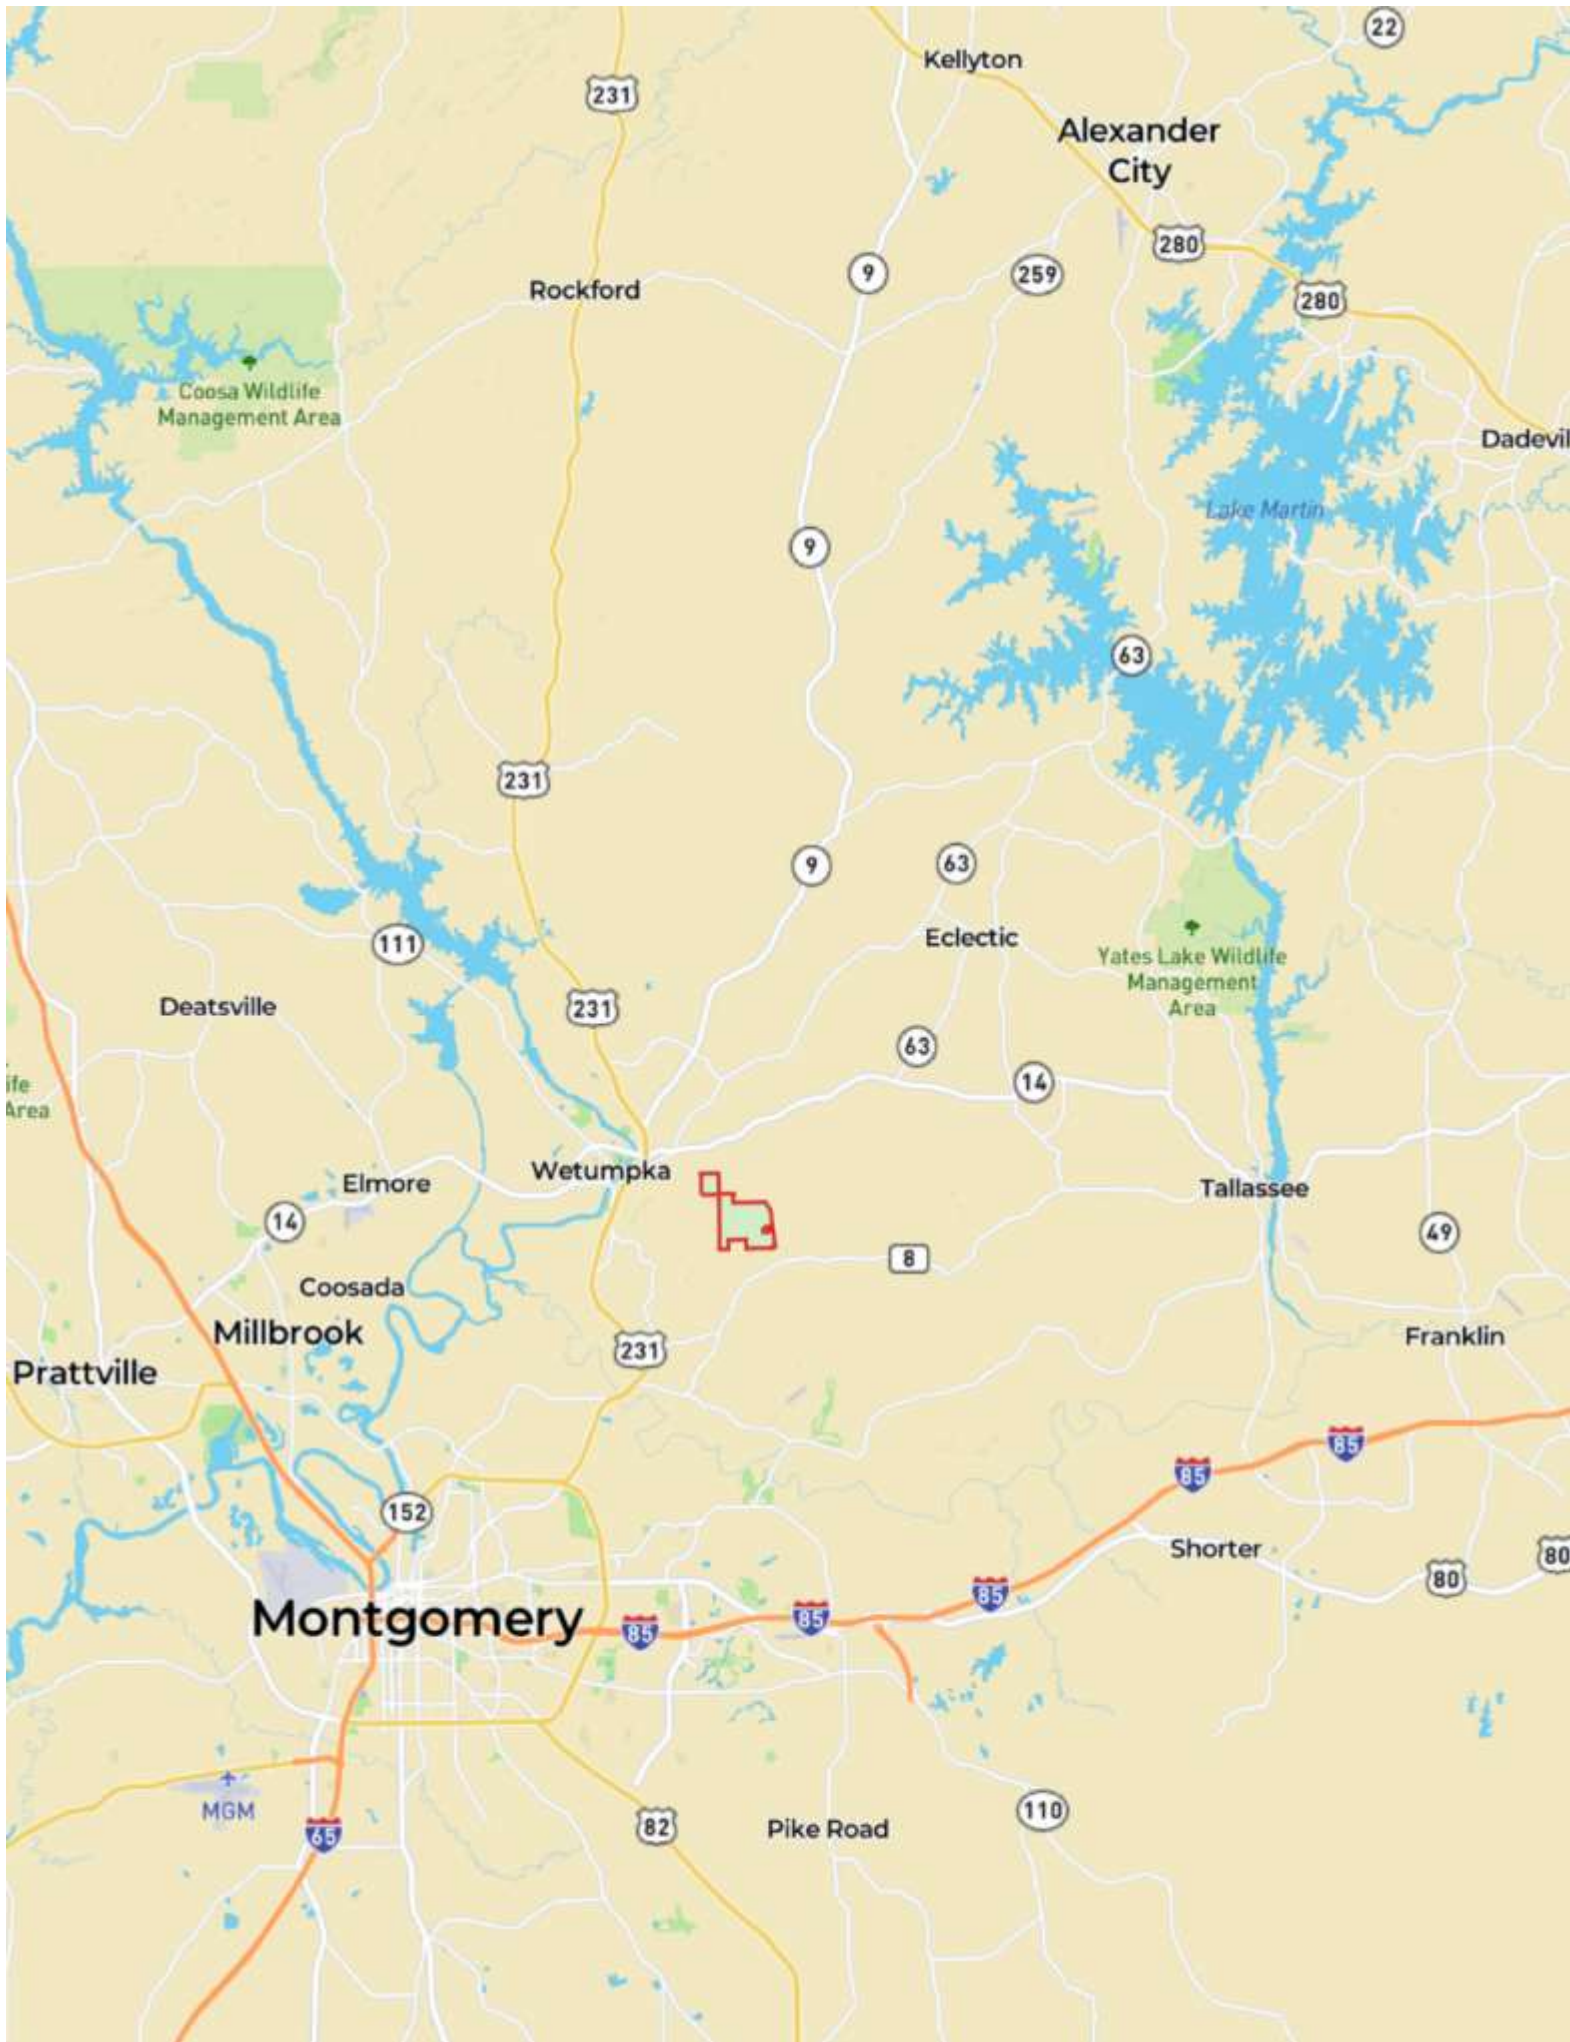 22
Kellyton
231
Alexander
City
280
9
259
Rockford
280
Coosa Wildlife
Management Area
Dadevil
Lake Martin
9
63
231
9
63
Eclectic
111
Yates Lake Wildlife
Management
Area
Deatsville
231
63
14
ife
Area
Wetumpka
Elmore
Tallassee
14
49
8
Coosada
Millbrook
Franklin
231
Prattville
85
85
152
Shorter
80
80
85
Montgomery
85
85
MGM
110
82
Pike Road
65